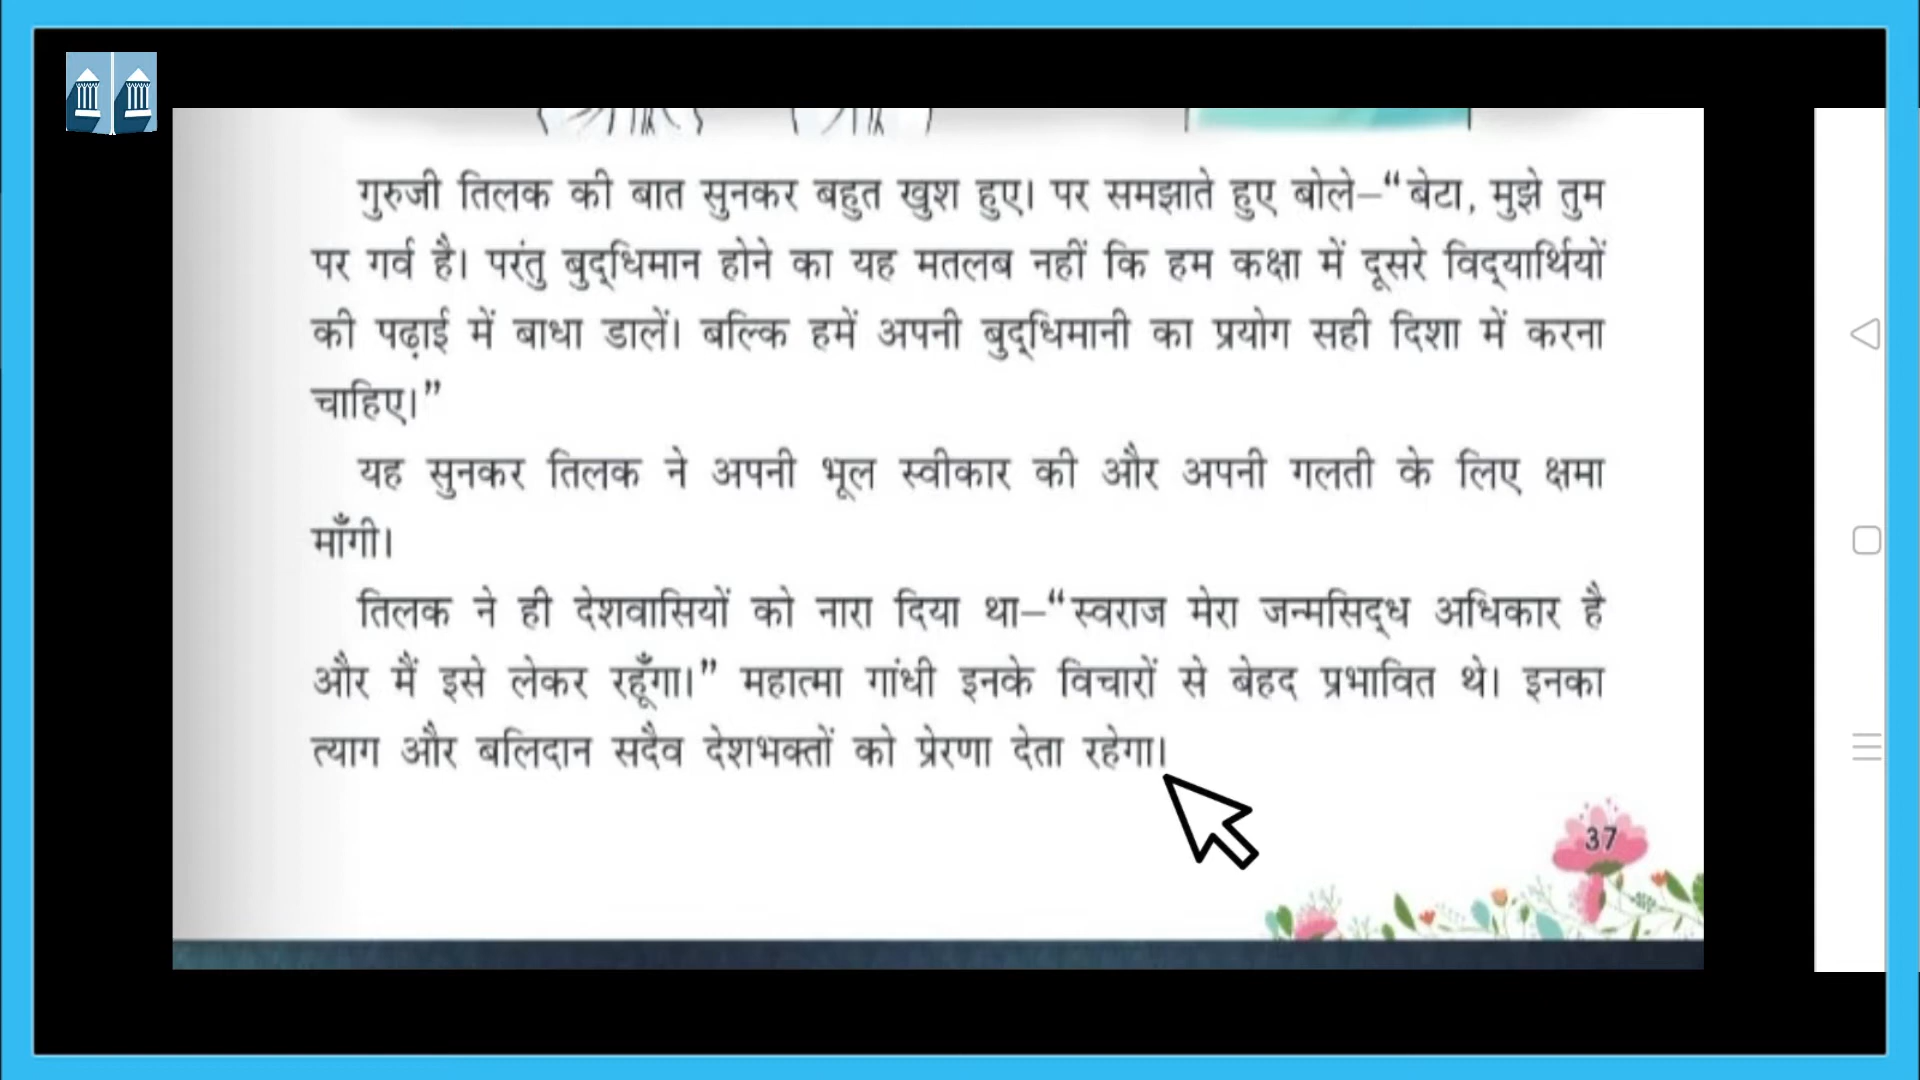 गुरुजी तिलक की बात सुनकर बहुत खुश हुए। पर समझाते हुए बोले–“बेटा, मुझे तुम
पर गर्व है। परंतु बुद्‌धिमान होने का यह मतलब नहीं कि हम कक्षा में दूसरे विद्‌यार्थियों
की पढ़ाई में बाधा डालें। बल्कि हमें अपनी बुद्‌धिमानी का प्रयोग सही दिशा में करना
चाहिए।”
यह सुनकर तिलक ने अपनी भूल स्वीकार की और अपनी गलती के लिए क्षमा
माँगी।
तिलक ने ही देशवासियों को नारा दिया था–“स्वराज मेरा जन्मसिद्‌ध अधिकार है
और मैं इसे लेकर रहूँगा।” महात्मा गांधी इनके विचारों से बेहद प्रभावित थे। इनका
त्याग और बलिदान सदैव देशभक्तों को प्रेरणा देता रहेगा।
37